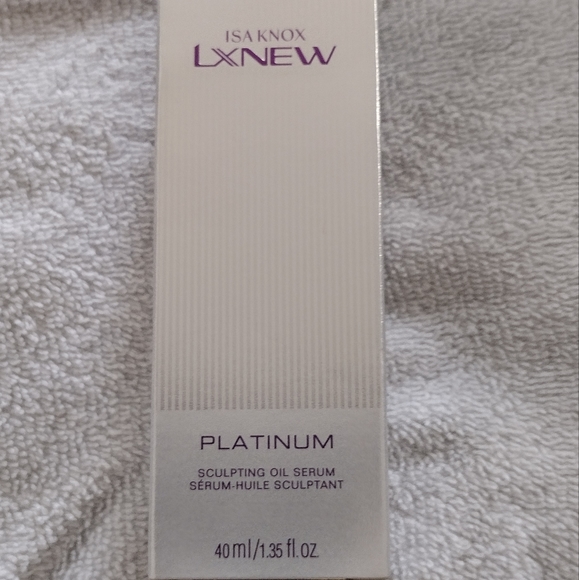 ISA KNOX
LXNEW
PLATINUM
SCULPTING OIL SERUM
SÉRUM-HUILE SCULPTANT
40 ml/1.35 fl. oz.